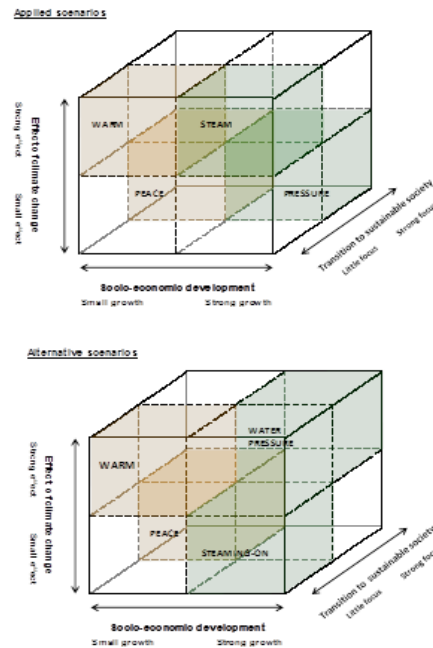 Applied scenarios
WARM
STEAM
PEACE
PRESSURE
Effect of climate change
Strong effect
Small effect
Socio-economic development
Small growth
Strong growth
Transition to sustainable society
Little focus
Strong focus
Alternative scenarios
WATER
PRESSURE
WARM
PEACE
STEAMING-ON
Effect of climate change
Strong effect
Small effect
Socio-economic development
Small growth
Strong growth
Transition to sustainable society
Little focus
Strong focus